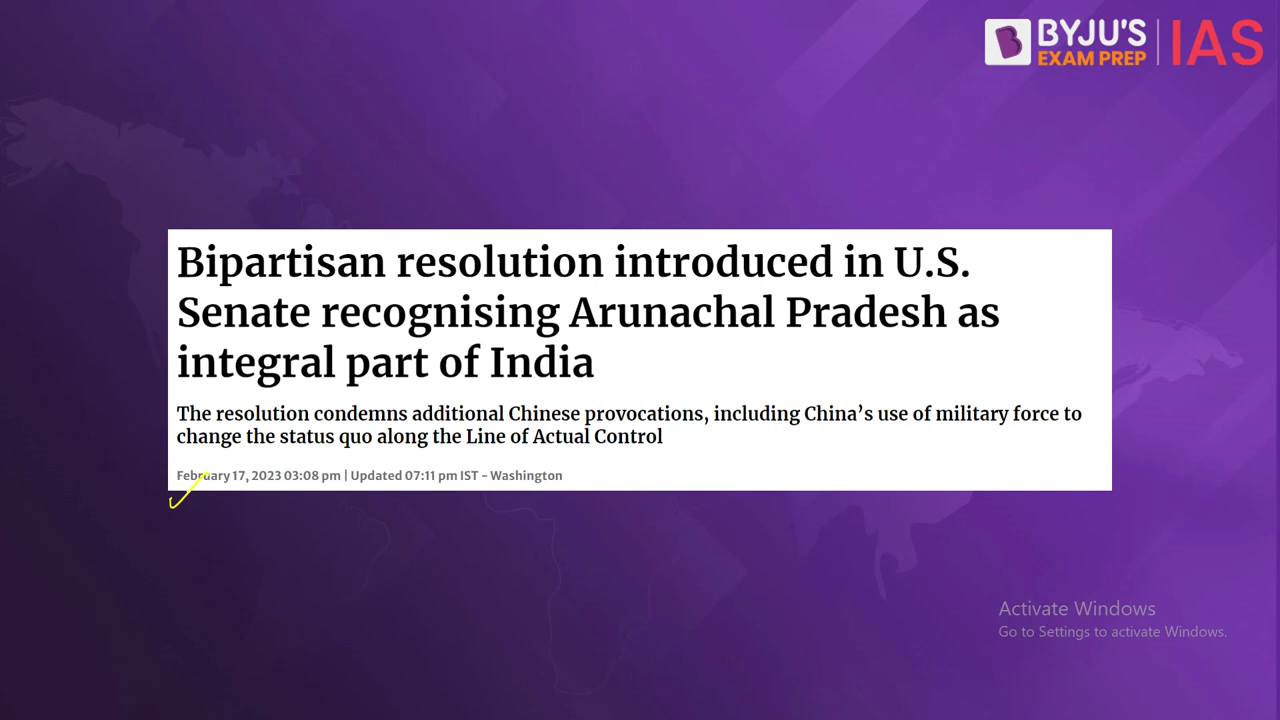 BYJU'S
EXAM PREP
IAS
Bipartisan resolution introduced in U.S.
Senate recognising Arunachal Pradesh as
integral part of India
The resolution condemns additional Chinese provocations, including China's use of military force to
change the status quo along the Line of Actual Control
February 17, 2023 03:08 pm | Updated 07:11 pm IST - Washington
Activate Windows
Go to Settings to activate Windows.